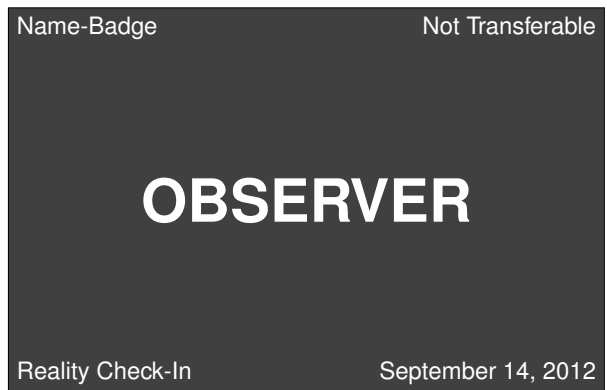 Name-Badge Not Transferable
OBSERVER
Reality Check-In September 14, 2012